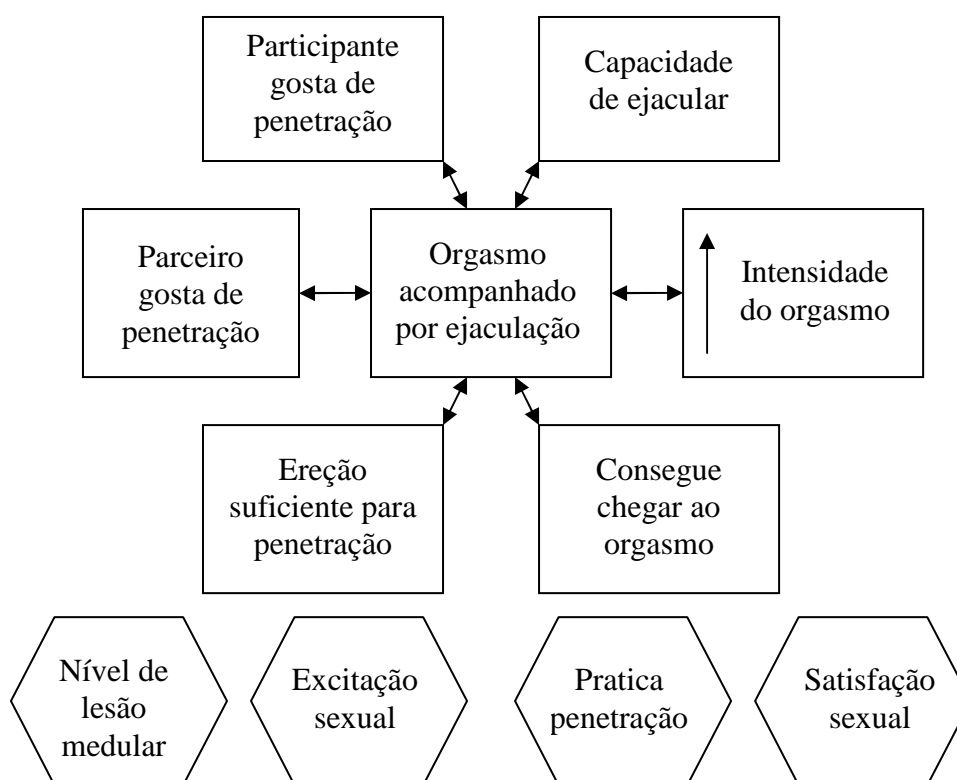 Participante
gosta de
penetração
Capacidade
de ejacular
Parceiro
gosta de
penetração
Orgasmo
acompanhado
por ejaculação
Intensidade
do orgasmo
Ereção
suficiente para
penetração
Consegue
chegar ao
orgasmo
Nível de
lesão
medular
Excitação
sexual
Pratica
penetração
Satisfação
sexual